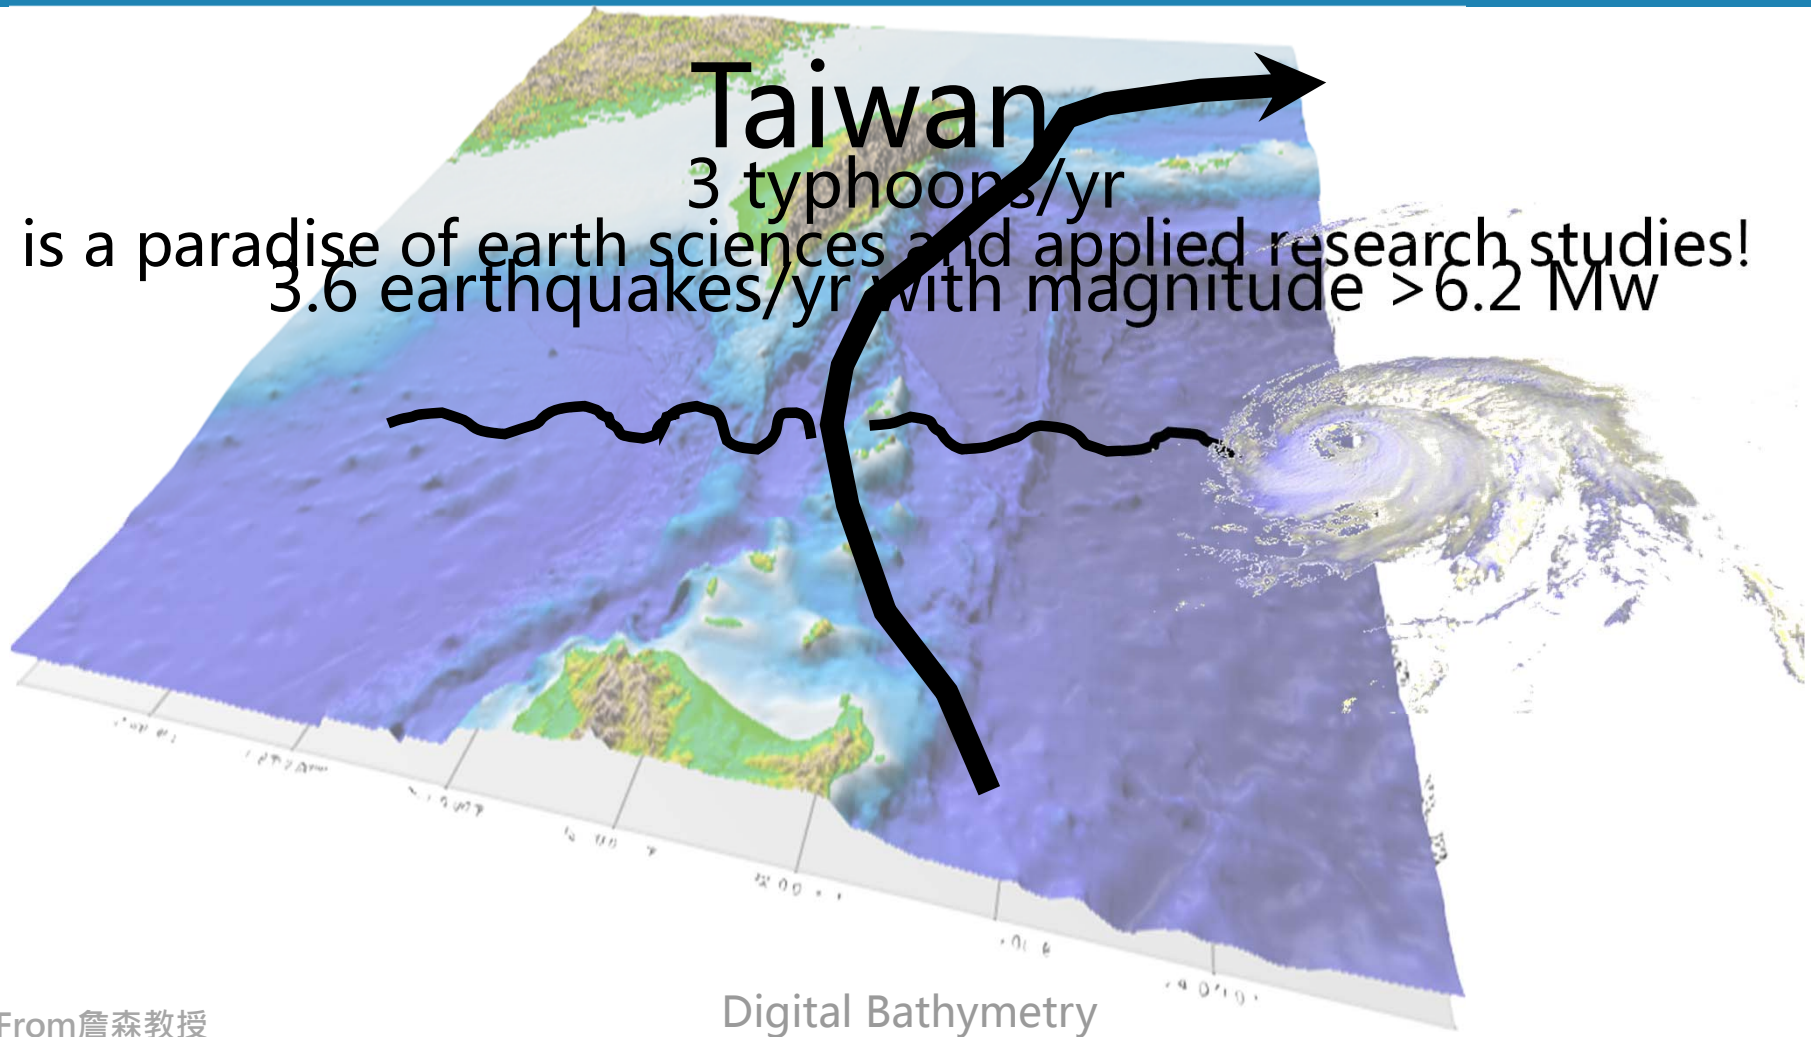 Taiwan
3 typhoons/yr
is a paradise of earth sciences and applied research studies!
3.6 earthquakes/yr with magnitude >6.2 Mw
Digital Bathymetry
From詹森教授